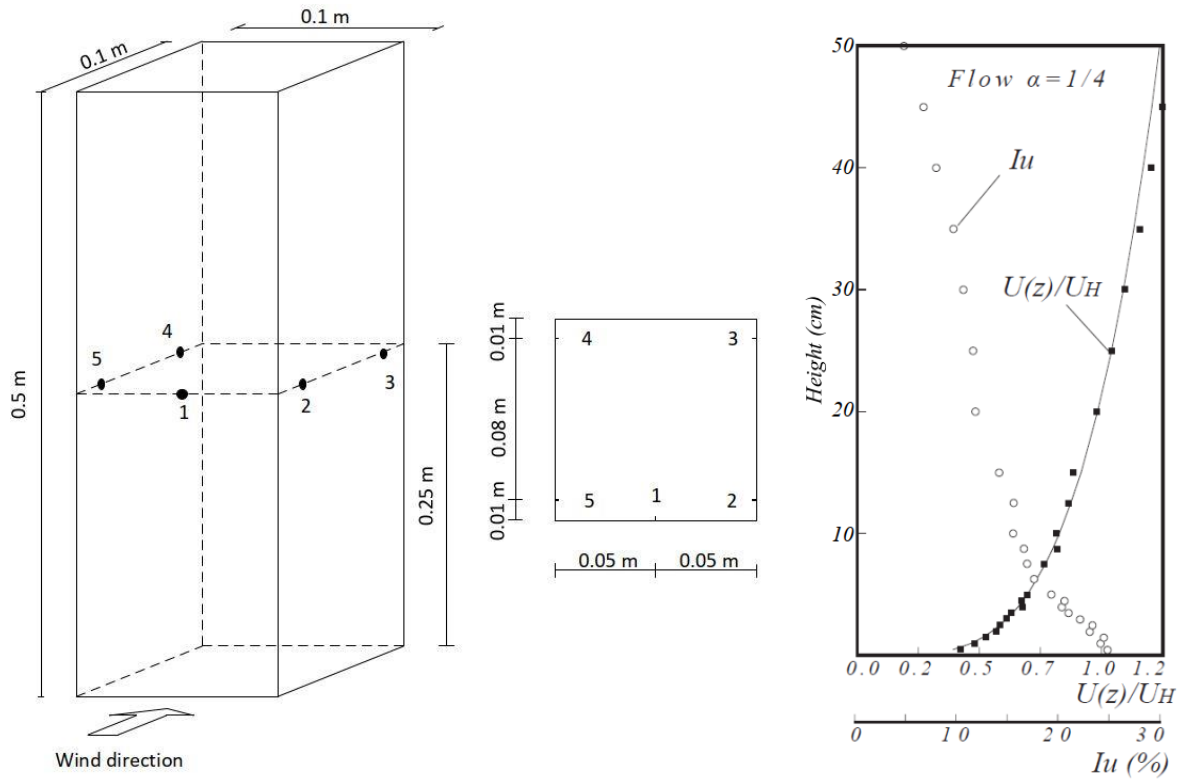 0.1 m
0.1 m
0.5 m
4
5
1
2
3
0.25 m
Wind direction
0.01 m
0.08 m
0.01 m
4
3
5
1
2
0.05 m
0.05 m
50
40
30
20
10
Height (cm)
Flow α=1/4
Iu
U(z)/UH
0.0 0.2 0.5 0.7 1.0 1.2
U(z)/UH
0 10 20 30
Iu (%)